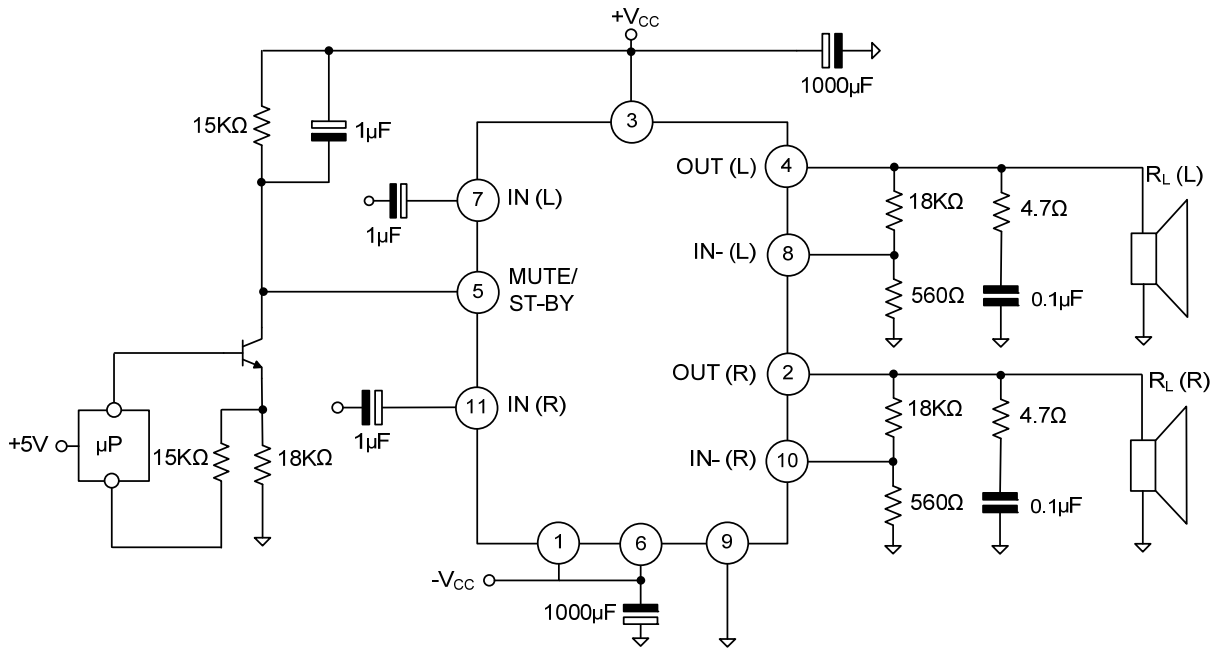 +VCC
1000µF
15KΩ
1µF
3
OUT (L)
4
RL (L)
7
IN (L)
1µF
18KΩ
4.7Ω
IN- (L)
8
5
MUTE/
ST-BY
560Ω
0.1µF
OUT (R)
2
RL (R)
11
IN (R)
1µF
18KΩ
4.7Ω
+5V
µP
15KΩ
18KΩ
IN- (R)
10
560Ω
0.1µF
1
6
9
-VCC
1000µF